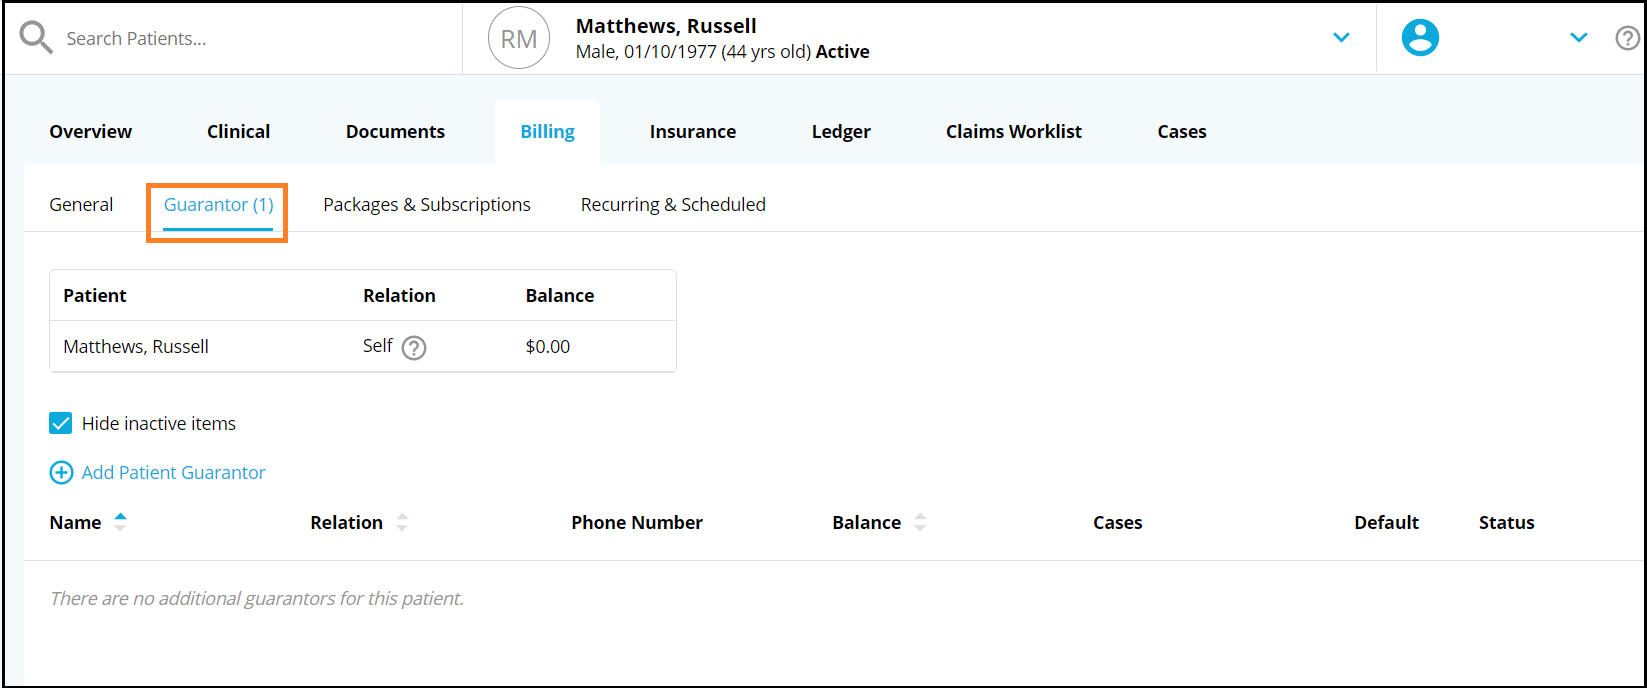 Search Patients...
RM
Matthews, Russell
Male, 01/10/1977 (44 yrs old) Active
?
Overview Clinical Documents Billing Insurance Ledger Claims Worklist Cases
General Guarantor (1) Packages & Subscriptions Recurring & Scheduled
Patient Relation Balance
Matthews, Russell Self ? $0.00
Hide inactive items
Add Patient Guarantor
Name Relation Phone Number Balance Cases Default Status
There are no additional guarantors for this patient.